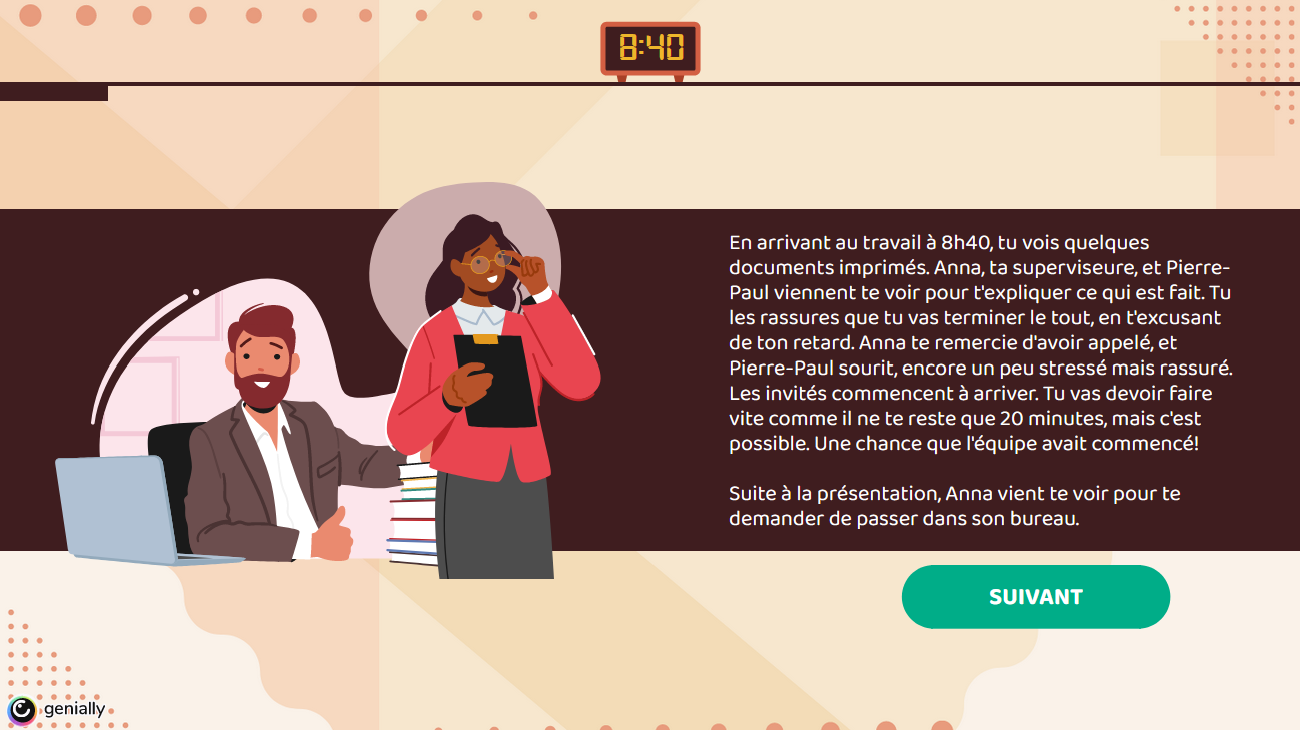 8:40
En arrivant au travail à 8h40, tu vois quelques
documents imprimés. Anna, ta superviseure, et Pierre-
Paul viennent te voir pour t'expliquer ce qui est fait. Tu
les rassures que tu vas terminer le tout, en t'excusant
de ton retard. Anna te remercie d'avoir appelé, et
Pierre-Paul sourit, encore un peu stressé mais rassuré.
Les invités commencent à arriver. Tu vas devoir faire
vite comme il ne te reste que 20 minutes, mais c'est
possible. Une chance que l'équipe avait commencé!
Suite à la présentation, Anna vient te voir pour te
demander de passer dans son bureau.
SUIVANT
genially